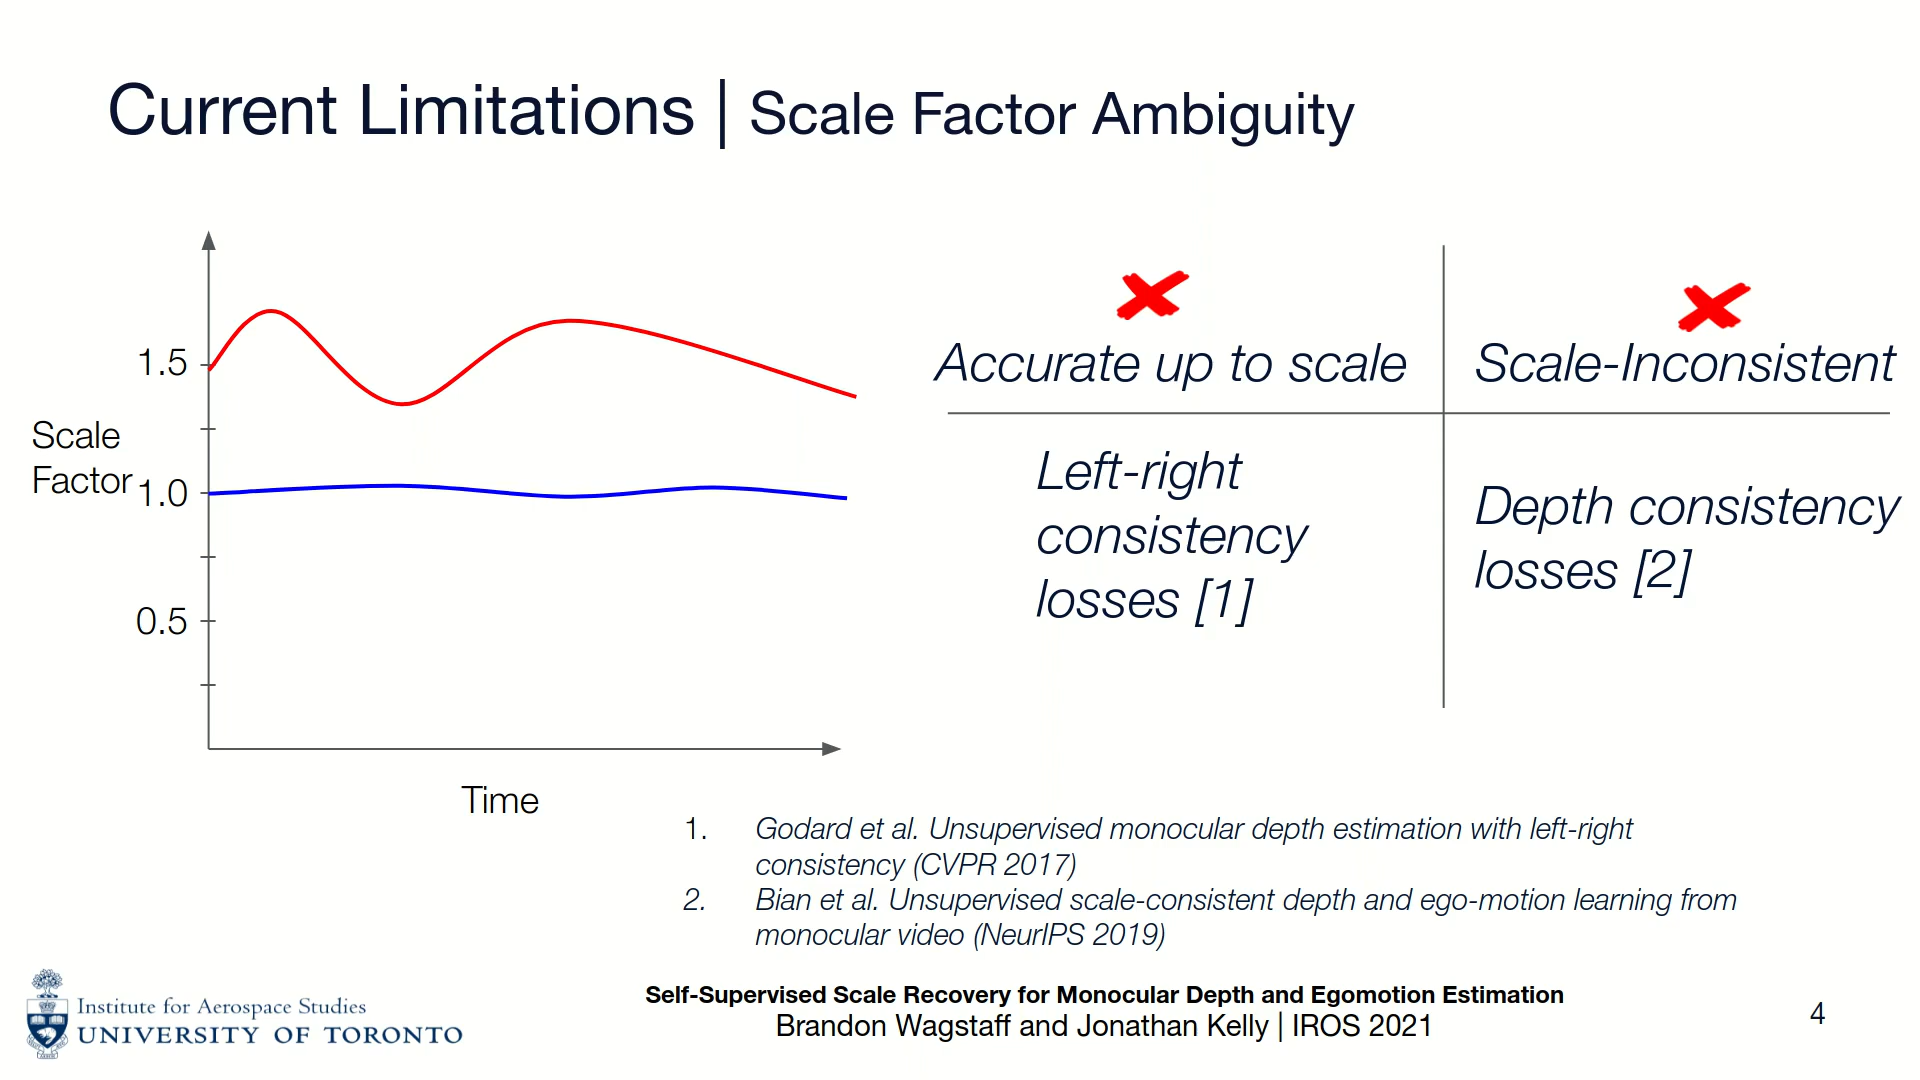 Current Limitations | Scale Factor Ambiguity
1.5
Scale
Factor
1.0
0.5
Time
Accurate up to scale
Scale-Inconsistent
Left-right
consistency
losses [1]
Depth consistency
losses [2]
1. Godard et al. Unsupervised monocular depth estimation with left-right
consistency (CVPR 2017)
2. Bian et al. Unsupervised scale-consistent depth and ego-motion learning from
monocular video (NeurIPS 2019)
Institute for Aerospace Studies
UNIVERSITY OF TORONTO
Self-Supervised Scale Recovery for Monocular Depth and Egomotion Estimation
Brandon Wagstaff and Jonathan Kelly | IROS 2021
4